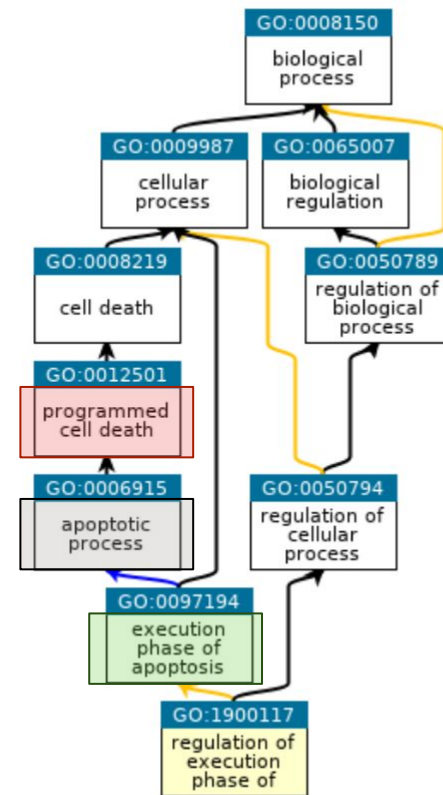 GO:0008150
biological
process
GO:0009987
cellular
process
GO:0065007
biological
regulation
GO:0008219
cell death
GO:0050789
regulation of
biological
process
GO:0012501
programmed
cell death
GO:0006915
apoptotic
process
GO:0050794
regulation of
cellular
process
GO:0097194
execution
phase of
apoptosis
GO:1900117
regulation of
execution
phase of